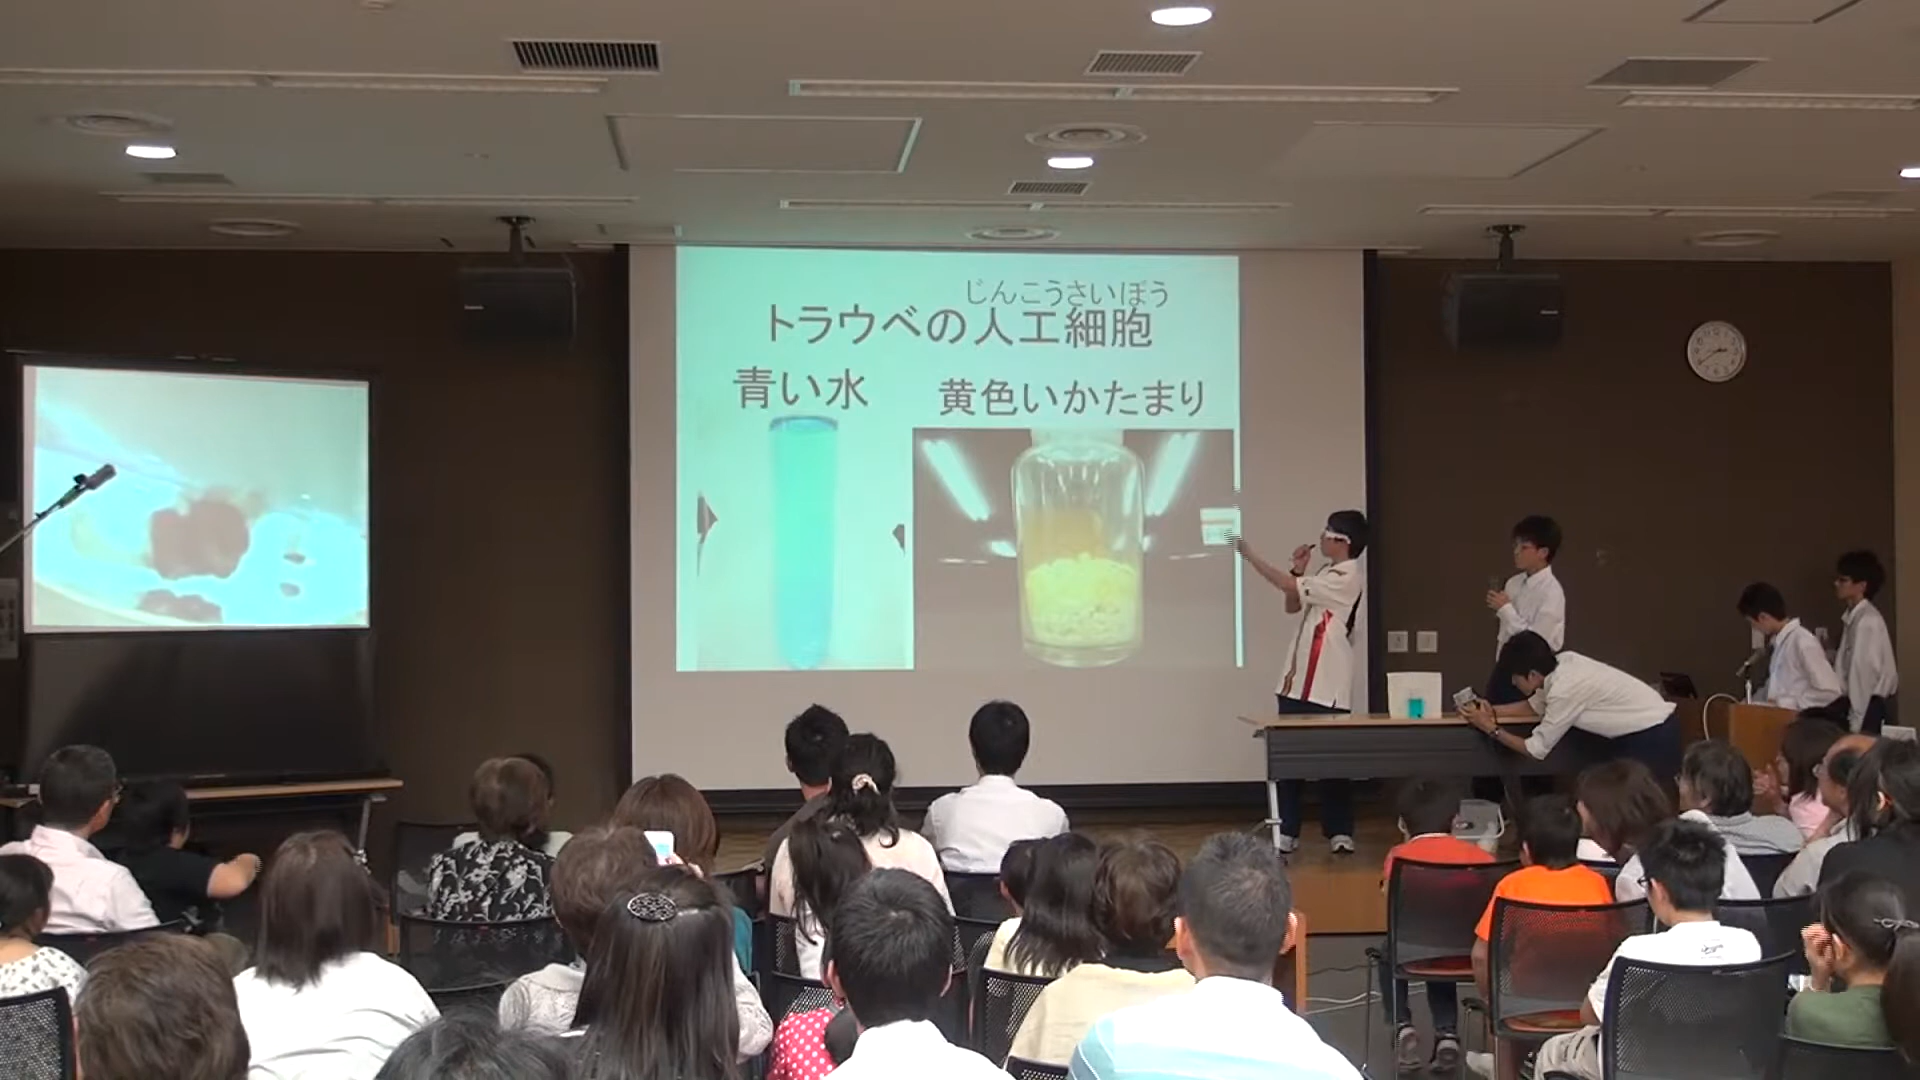 じんこうさいぼう
トラウベの人工細胞
青い水
黄色いかたまり